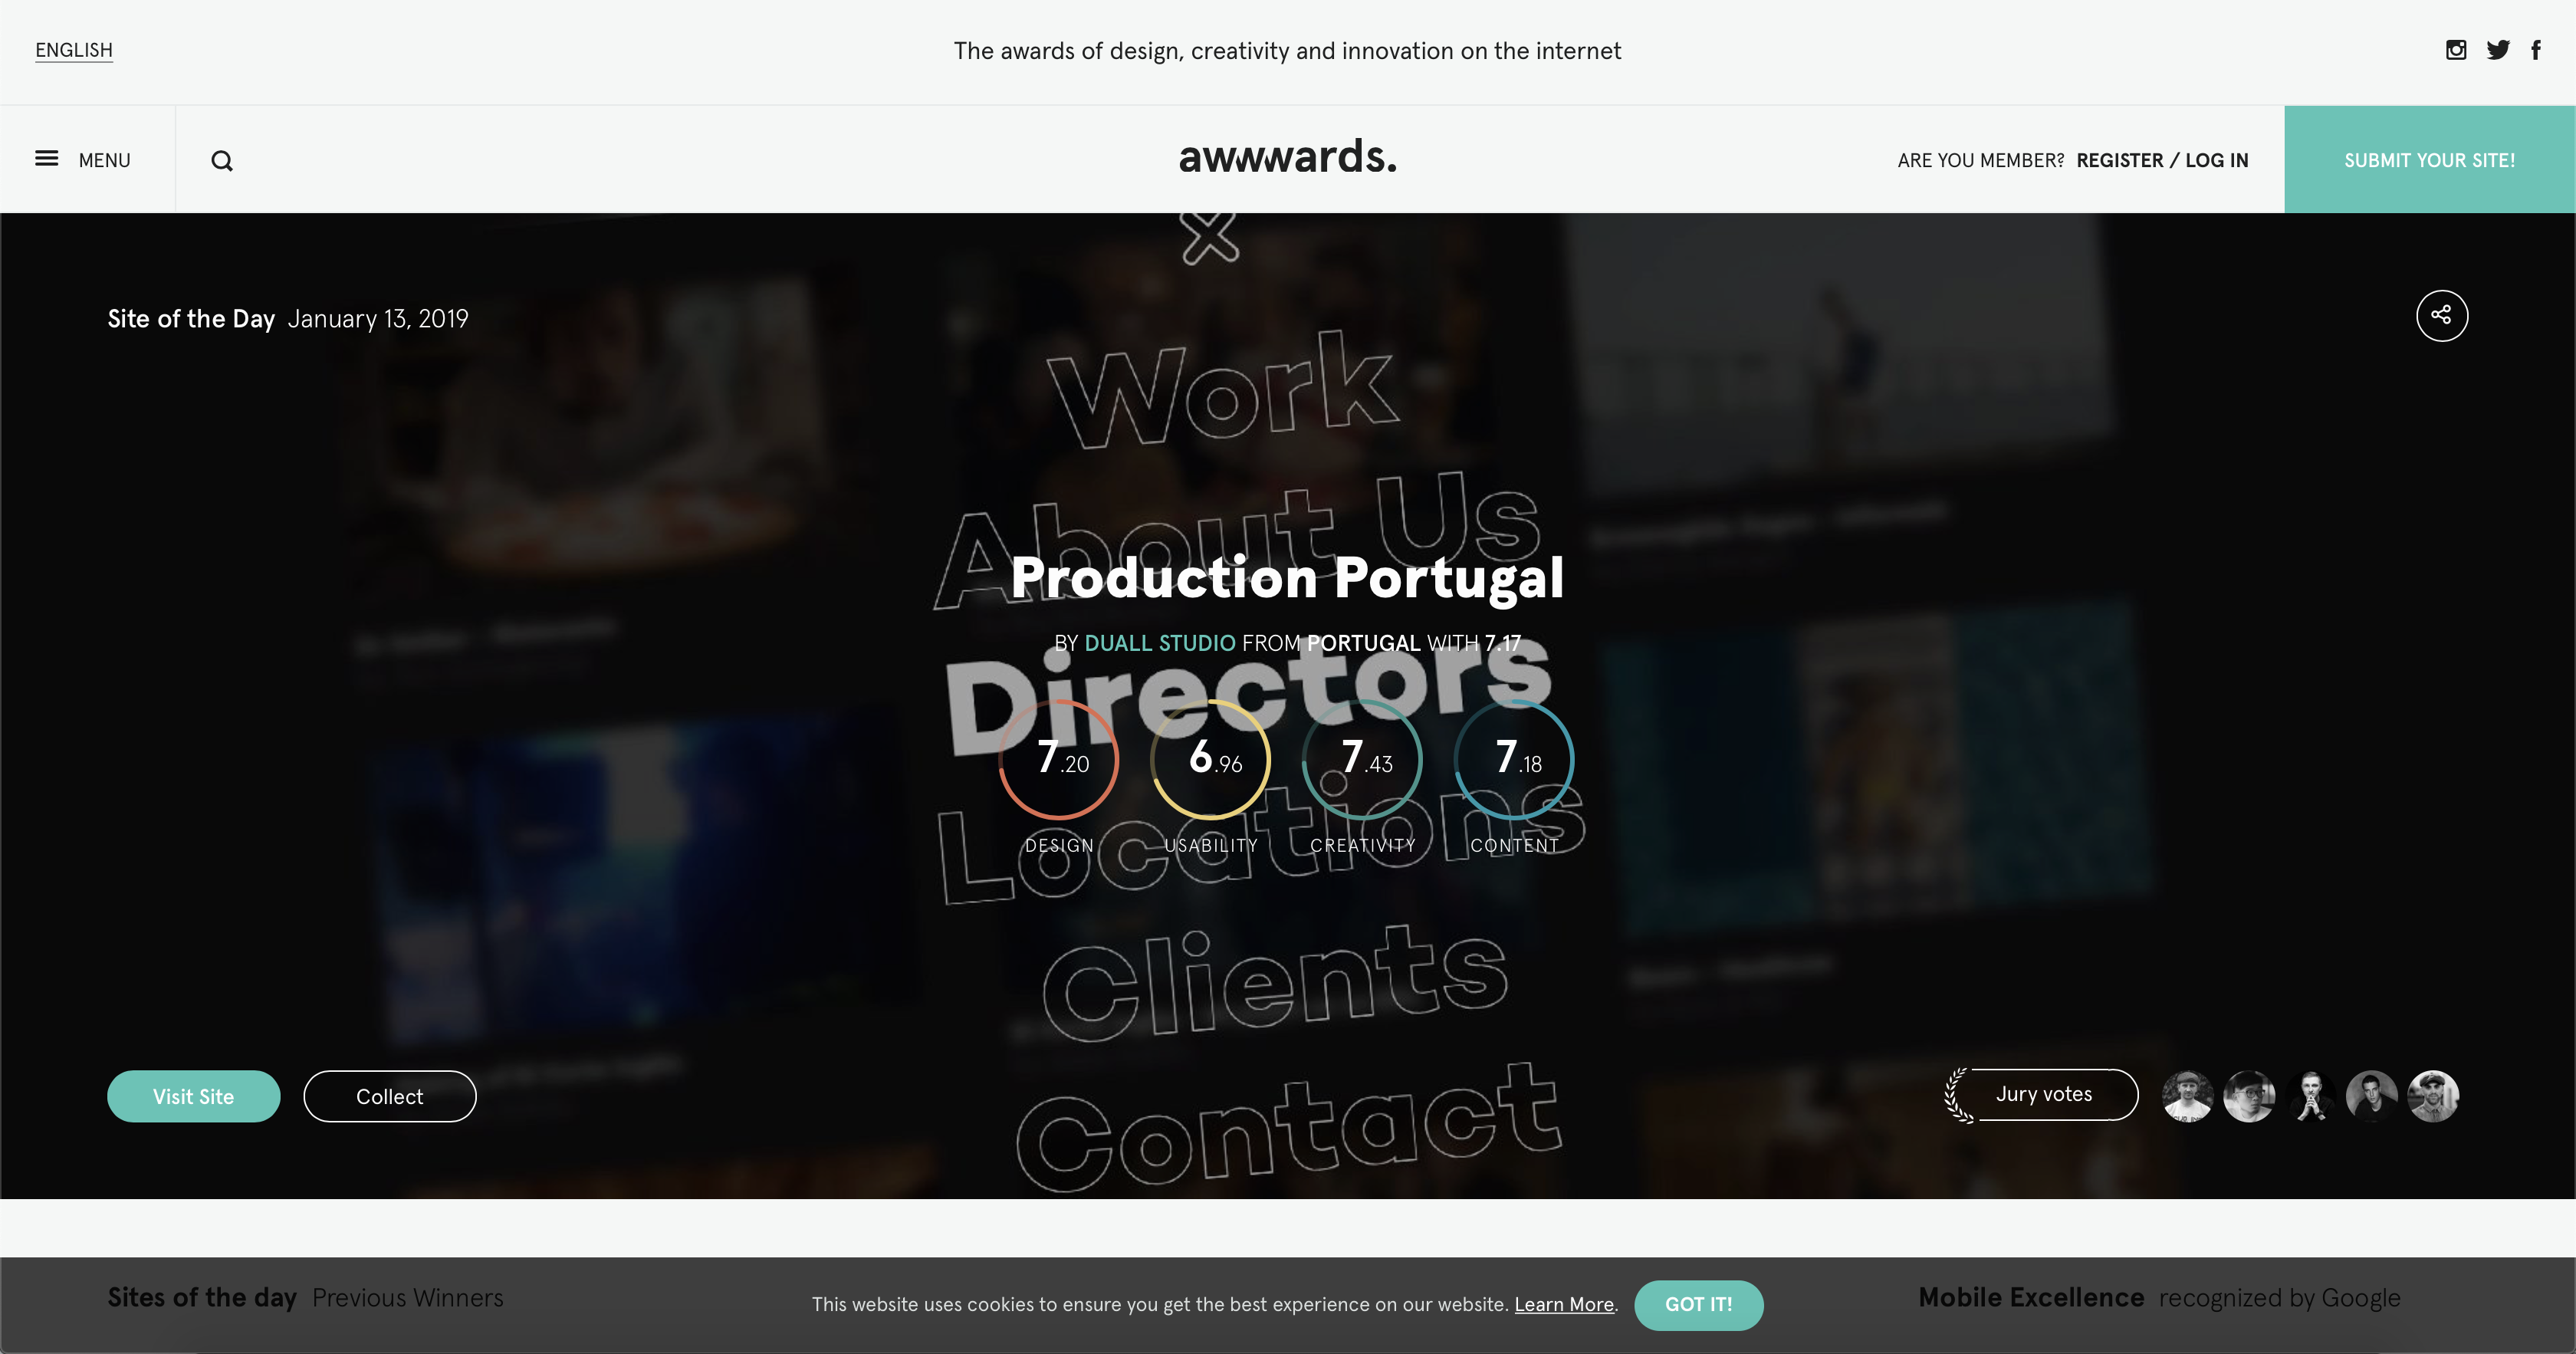 ENGLISH
The awards of design, creativity and innovation on the internet
MENU
awwwards.
ARE YOU MEMBER? REGISTER / LOG IN
SUBMIT YOUR SITE!
Site of the Day January 13, 2019
Work
About Us
Production Portugal
BY DUALL STUDIO FROM PORTUGAL WITH 7.17
Directors
7.20
6.96
7.43
7.18
DESIGN
USABILITY
CREATIVITY
CONTENT
Locations
Clients
Contact
Visit Site
Collect
Jury votes
Sites of the day Previous Winners
This website uses cookies to ensure you get the best experience on our website. Learn More.
GOT IT!
Mobile Excellence recognized by Google